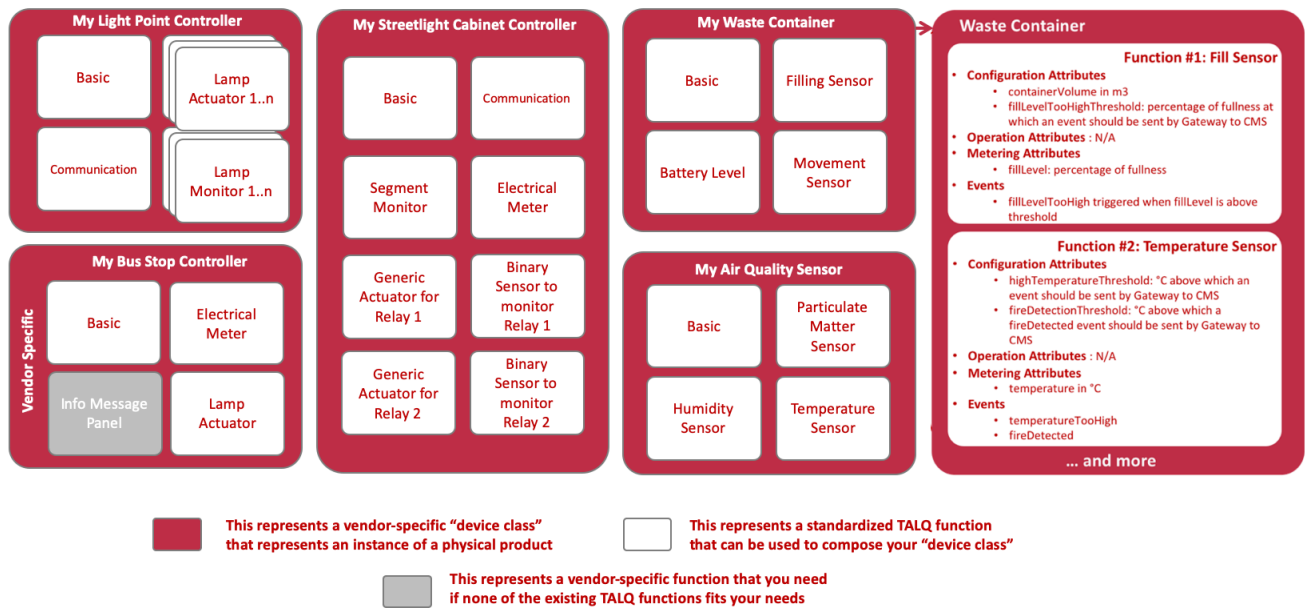 My Light Point Controller
Basic
Lamp
Actuator 1..n
Communication
Lamp
Monitor 1..n
My Bus Stop Controller
Vendor Specific
Basic
Electrical
Meter
Info Message
Panel
Lamp
Actuator
My Streetlight Cabinet Controller
Basic
Communication
Segment
Monitor
Electrical
Meter
Generic
Actuator for
Relay 1
Binary
Sensor to
monitor
Relay 1
Generic
Actuator for
Relay 2
Binary
Sensor to
monitor
Relay 2
My Waste Container
Basic
Filling Sensor
Battery Level
Movement
Sensor
My Air Quality Sensor
Basic
Particulate
Matter
Sensor
Humidity
Sensor
Temperature
Sensor
Waste Container
Function #1: Fill Sensor
• Configuration Attributes
• containerVolume in m3
• fillLevelTooHighThreshold: percentage of fullness at
which an event should be sent by Gateway to CMS
• Operation Attributes : N/A
• Metering Attributes
• fillLevel: percentage of fullness
• Events
• fillLevelTooHigh triggered when fillLevel is above
threshold
Function #2: Temperature Sensor
• Configuration Attributes
• highTemperatureThreshold: °C above which an
event should be sent by Gateway to CMS
• fireDetectionThreshold: °C above which a
fireDetected event should be sent by Gateway to
CMS
• Operation Attributes : N/A
• Metering Attributes
• temperature in °C
• Events
• temperatureTooHigh
• fireDetected
... and more
This represents a vendor-specific “device class”
that represents an instance of a physical product
This represents a standardized TALQ function
that can be used to compose your “device class”
This represents a vendor-specific function that you need
if none of the existing TALQ functions fits your needs